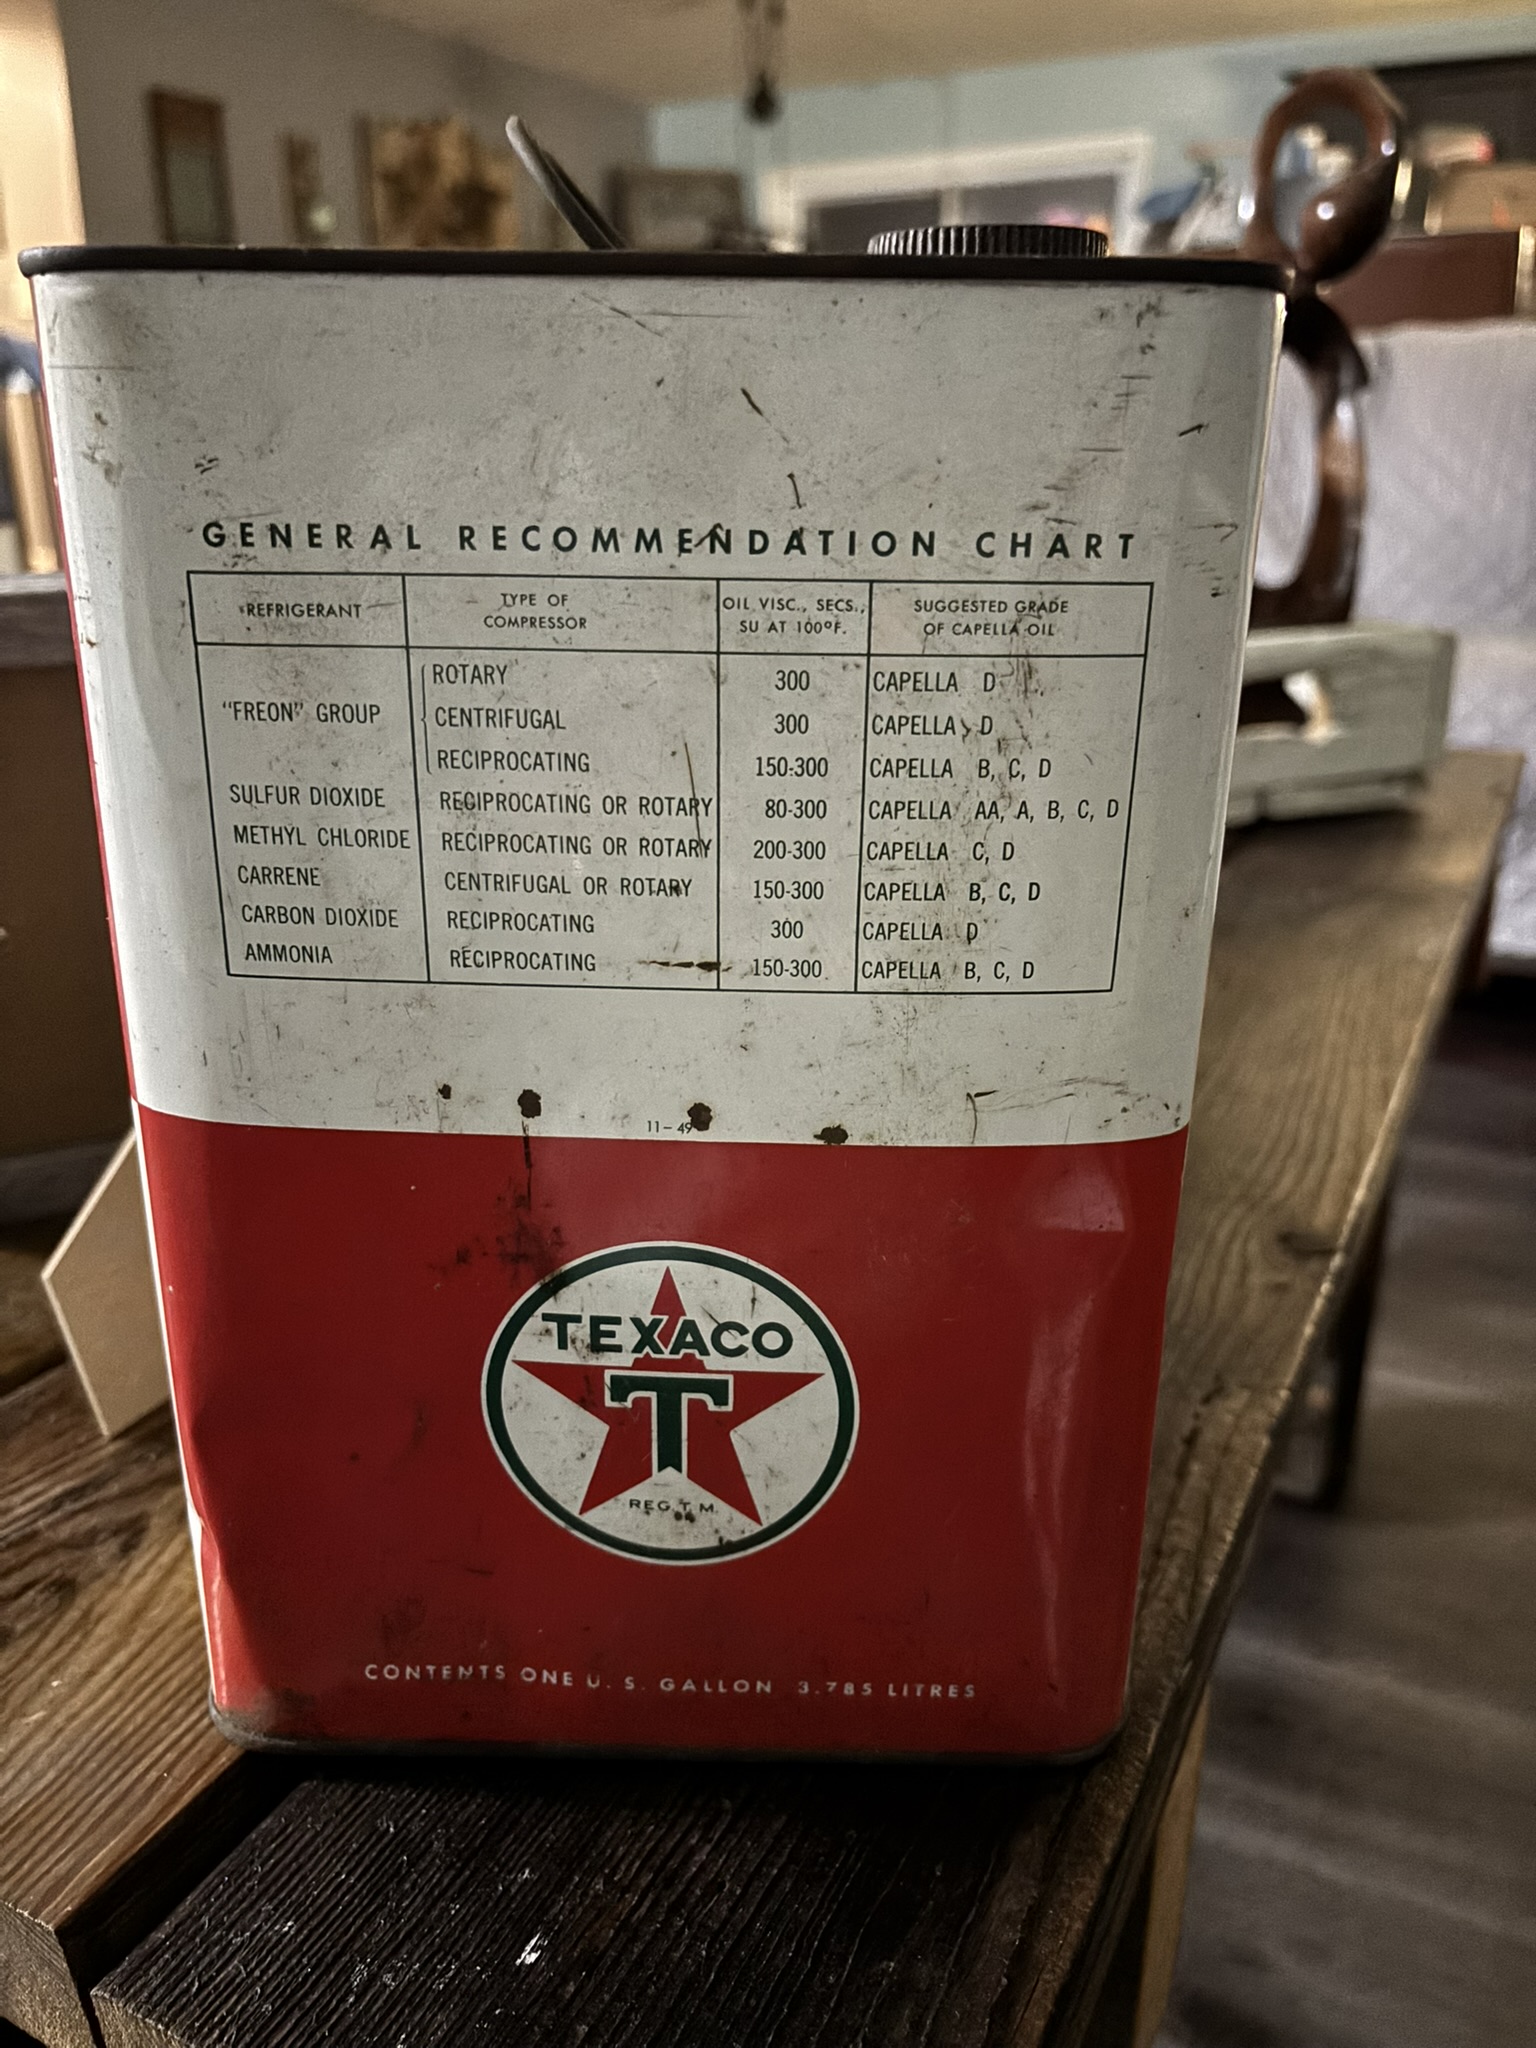 GENERAL RECOMMENDATION CHART
REFRIGERANT TYPE OF COMPRESSOR OIL VISC., SECS., SU AT 100°F. SUGGESTED GRADE OF CAPELLA OIL
"FREON" GROUP ROTARY 300 CAPELLA D
CENTRIFUGAL 300 CAPELLA D
RECIPROCATING 150-300 CAPELLA B, C, D
SULFUR DIOXIDE RECIPROCATING OR ROTARY 80-300 CAPELLA AA, A, B, C, D
METHYL CHLORIDE RECIPROCATING OR ROTARY 200-300 CAPELLA C, D
CARRENE CENTRIFUGAL OR ROTARY 150-300 CAPELLA B, C, D
CARBON DIOXIDE RECIPROCATING 300 CAPELLA D
AMMONIA RECIPROCATING 150-300 CAPELLA B, C, D
11-49
TEXACO
T
REG. T. M.
CONTENTS ONE U. S. GALLON 3.785 LITRES